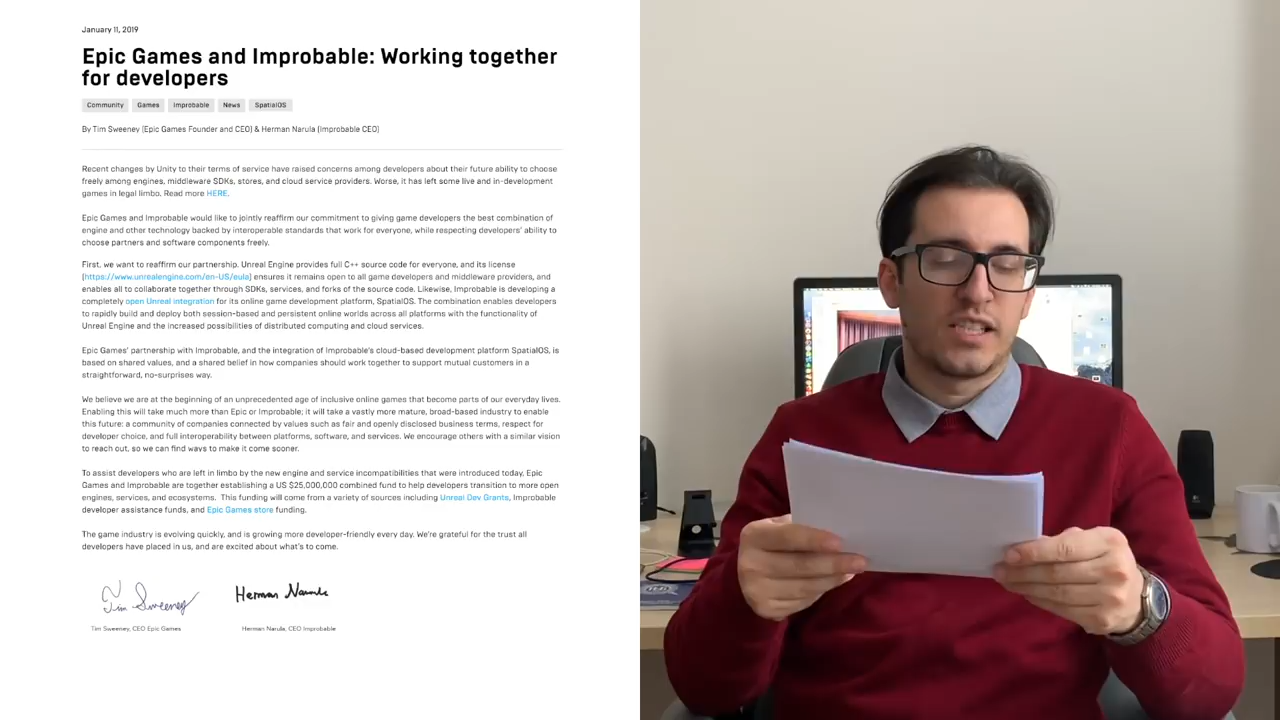 January 11, 2019
Epic Games and Improbable: Working together
for developers
Community Games Improbable News SpatialOS
By Tim Sweeney (Epic Games Founder and CEO) & Herman Narula (Improbable CEO)
Recent changes by Unity to their terms of service have raised concerns among developers about their future ability to choose
freely among engines, middleware SDKs, stores, and cloud service providers. Worse, it has left some live and in-development
games in legal limbo. Read more HERE.
Epic Games and Improbable would like to jointly reaffirm our commitment to giving game developers the best combination of
engine and other technology backed by interoperable standards that work for everyone, while respecting developers' ability to
choose partners and software components freely.
First, we want to reaffirm our partnership. Unreal Engine provides full C++ source code for everyone, and its license
(https://www.unrealengine.com/en-US/eula) ensures it remains open to all game developers and middleware providers, and
enables all to collaborate together through SDKs, services, and forks of the source code. Likewise, Improbable is developing a
completely open Unreal integration for its online game development platform, SpatialOS. The combination enables developers
to rapidly build and deploy both session-based and persistent online worlds across all platforms with the functionality of
Unreal Engine and the increased possibilities of distributed computing and cloud services.
Epic Games' partnership with Improbable, and the integration of Improbable's cloud-based development platform SpatialOS, is
based on shared values, and a shared belief in how companies should work together to support mutual customers in a
straightforward, no-surprises way.
We believe we are at the beginning of an unprecedented age of inclusive online games that become parts of our everyday lives.
Enabling this will take much more than Epic or Improbable; it will take a vastly more mature, broad-based industry to enable
this future: a community of companies connected by values such as fair and openly disclosed business terms, respect for
developer choice, and full interoperability between platforms, software, and services. We encourage others with a similar vision
to reach out, so we can find ways to make it come sooner.
To assist developers who are left in limbo by the new engine and service incompatibilities that were introduced today, Epic
Games and Improbable are together establishing a US $25,000,000 combined fund to help developers transition to more open
engines, services, and ecosystems. This funding will come from a variety of sources including Unreal Dev Grants, Improbable
developer assistance funds, and Epic Games store funding.
The game industry is evolving quickly, and is growing more developer-friendly every day. We're grateful for the trust all
developers have placed in us, and are excited about what's to come.
Tim Sweeney Herman Narula
Tim Sweeney, CEO Epic Games Herman Narula, CEO Improbable